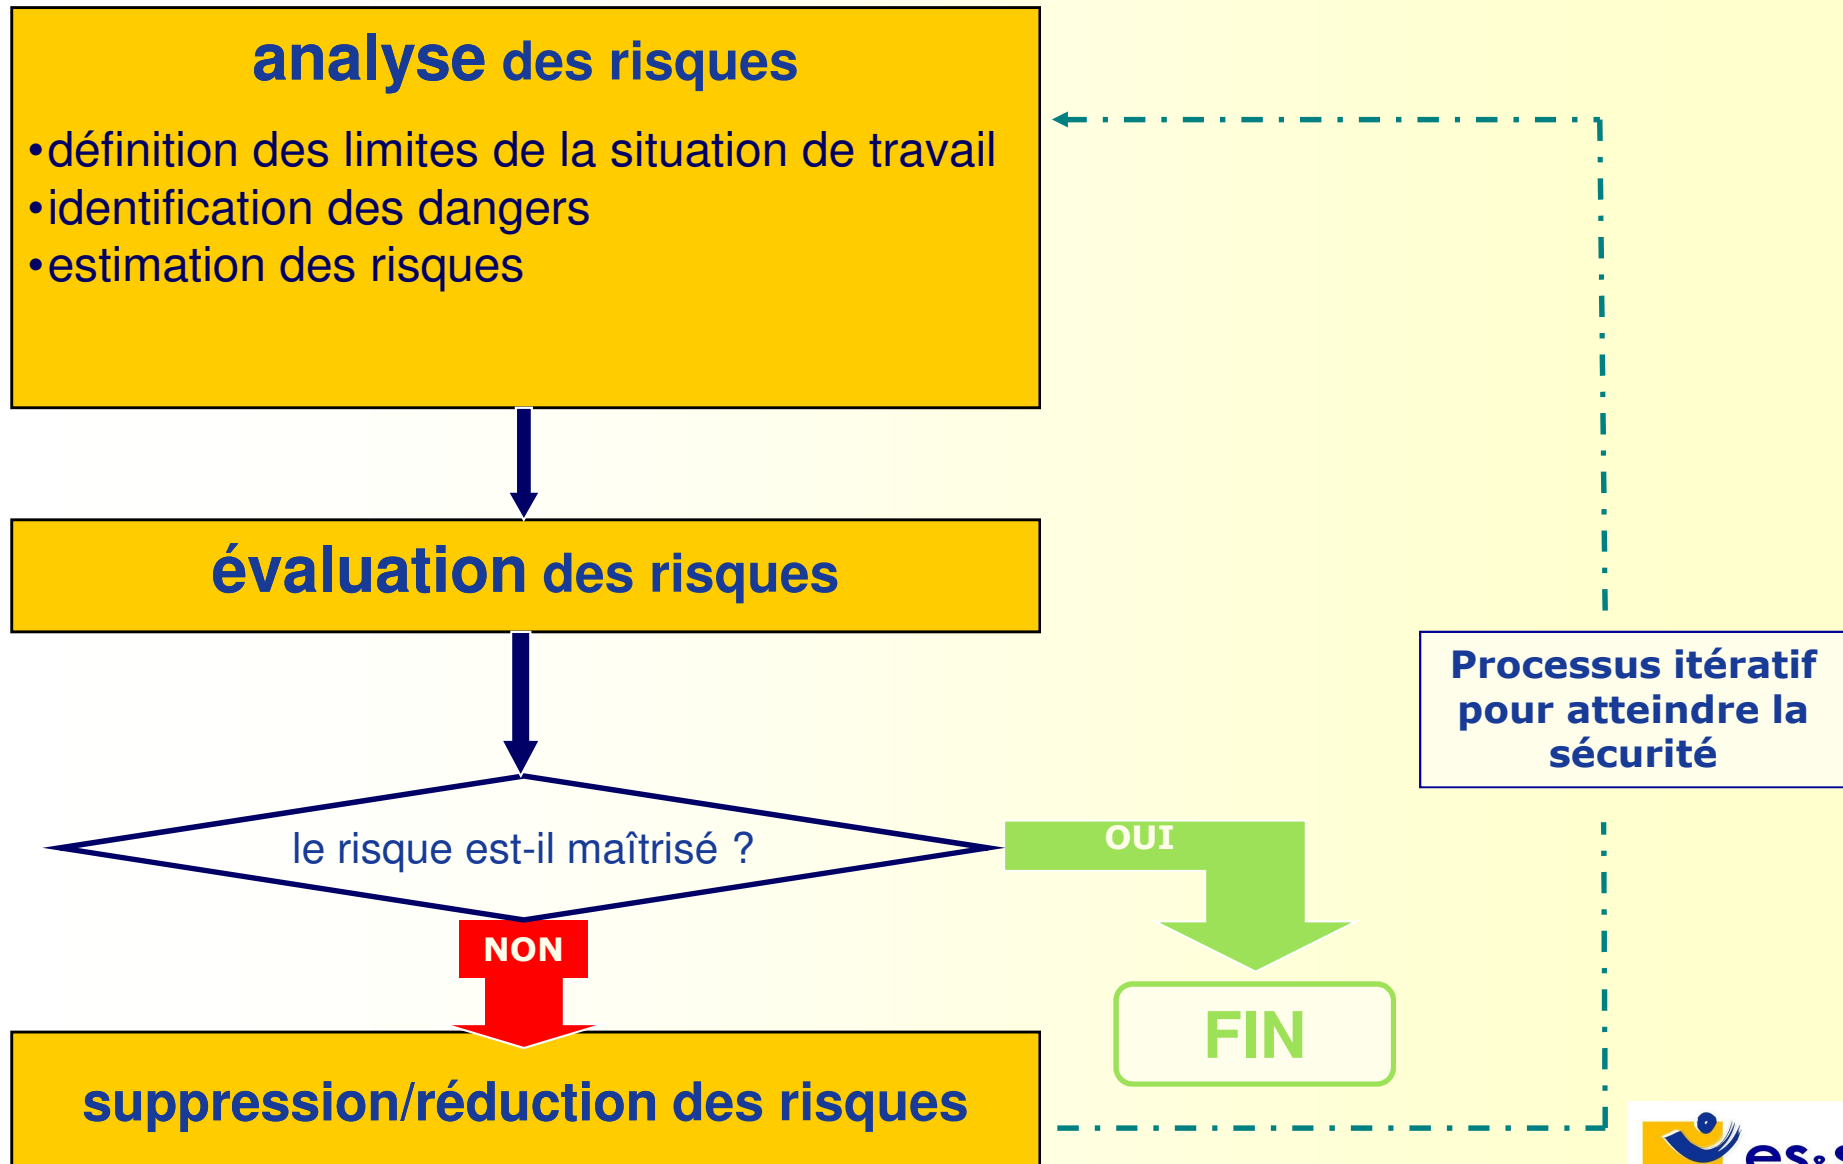 analyse des risques
•définition des limites de la situation de travail
•identification des dangers
•estimation des risques
évaluation des risques
Processus itératif
pour atteindre la
sécurité
le risque est-il maîtrisé ?
OUI
NON
FIN
suppression/réduction des risques